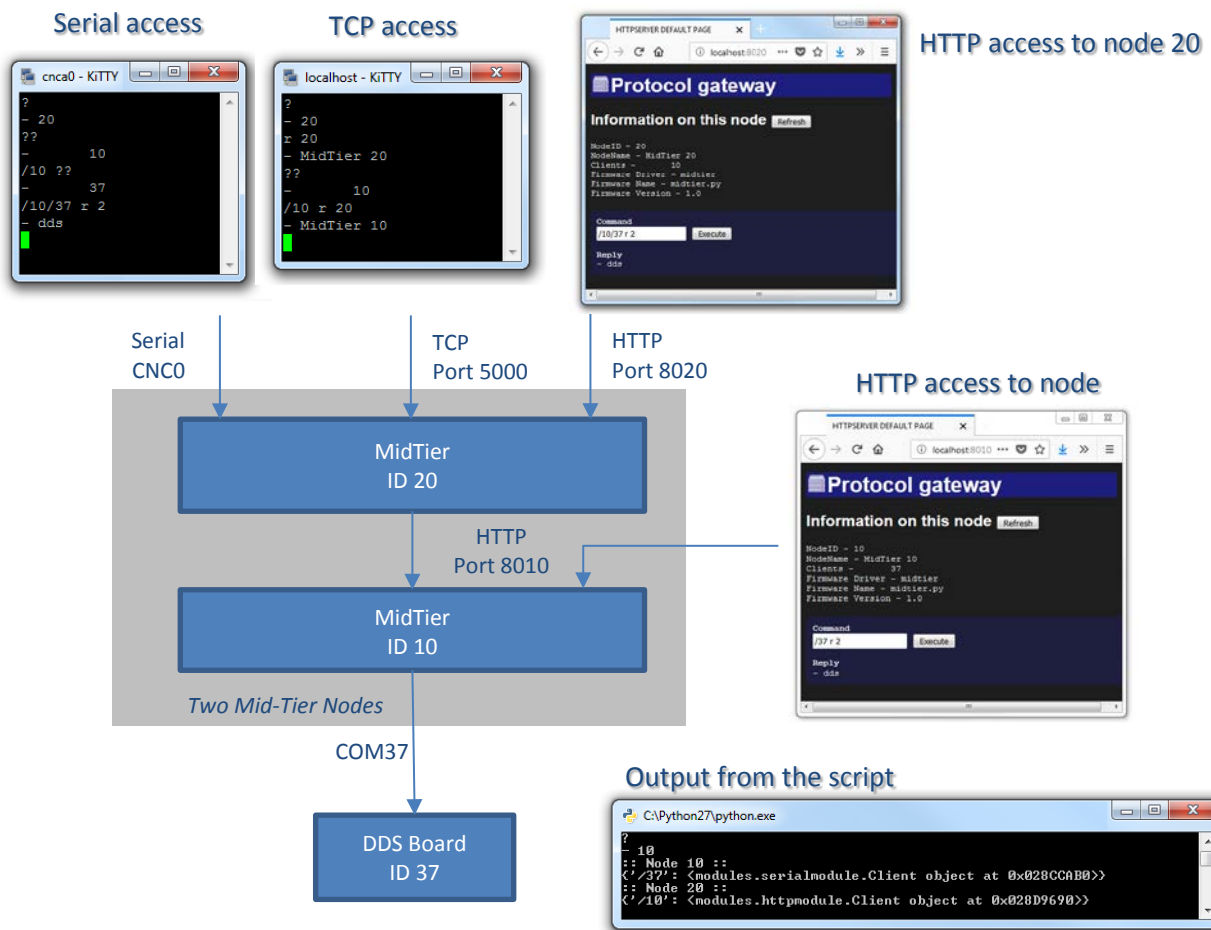 Serial access
TCP access
HTTP access to node 20
cnca0 - KiTTY
?
- 20
??
-       10
/10 ??
-       37
/10/37 r 2
- dds
localhost - KiTTY
?
- 20
r 20
- MidTier 20
??
-       10
/10 r 20
- MidTier 10
HTTPSERVER DEFAULT PAGE
localhost:8020
Protocol gateway
Information on this node Refresh
NodeID - 20
NodeName - MidTier 20
Clients -       10
Firmware Driver - midtier
Firmware Name - midtier.py
Firmware Version - 1.0
Command
/10/37 r 2 Execute
Reply
- dds
Serial
CNC0
TCP
Port 5000
HTTP
Port 8020
MidTier
ID 20
HTTP
Port 8010
MidTier
ID 10
Two Mid-Tier Nodes
COM37
DDS Board
ID 37
HTTP access to node
HTTPSERVER DEFAULT PAGE
localhost:8010
Protocol gateway
Information on this node Refresh
NodeID - 10
NodeName - MidTier 10
Clients -       37
Firmware Driver - midtier
Firmware Name - midtier.py
Firmware Version - 1.0
Command
/37 r 2 Execute
Reply
- dds
Output from the script
C:\Python27\python.exe
?
- 10
:: Node 10 ::
{'/37': <modules.serialmodule.Client object at 0x028CCAB0>}
:: Node 20 ::
{'/10': <modules.httpmodule.Client object at 0x028D9690>}